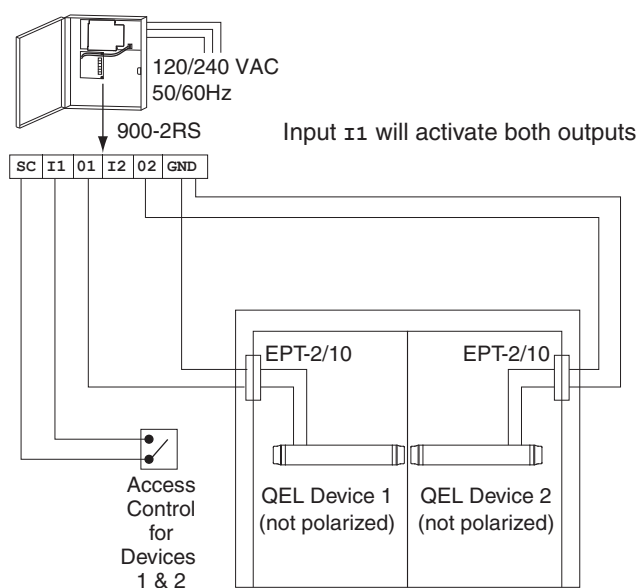 120/240 VAC
50/60Hz
900-2RS
Input I1 will activate both outputs
SC I1 01 I2 02 GND
EPT-2/10 EPT-2/10
Access
Control
for
Devices
1 & 2
QEL Device 1
(not polarized)
QEL Device 2
(not polarized)